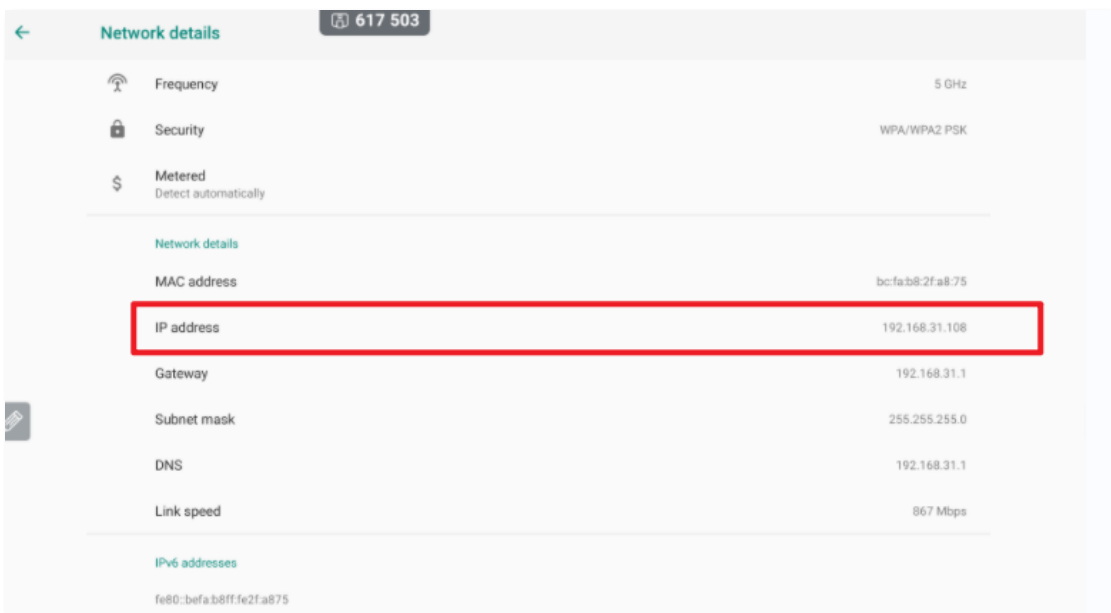 617 503
Network details
Frequency 5 GHz
Security WPA/WPA2 PSK
Metered
Detect automatically
Network details
MAC address bc:fa:b8:2f:a8:75
IP address 192.168.31.108
Gateway 192.168.31.1
Subnet mask 255.255.255.0
DNS 192.168.31.1
Link speed 867 Mbps
IPv6 addresses
fe80::befa:b8ff:fe2f:a875